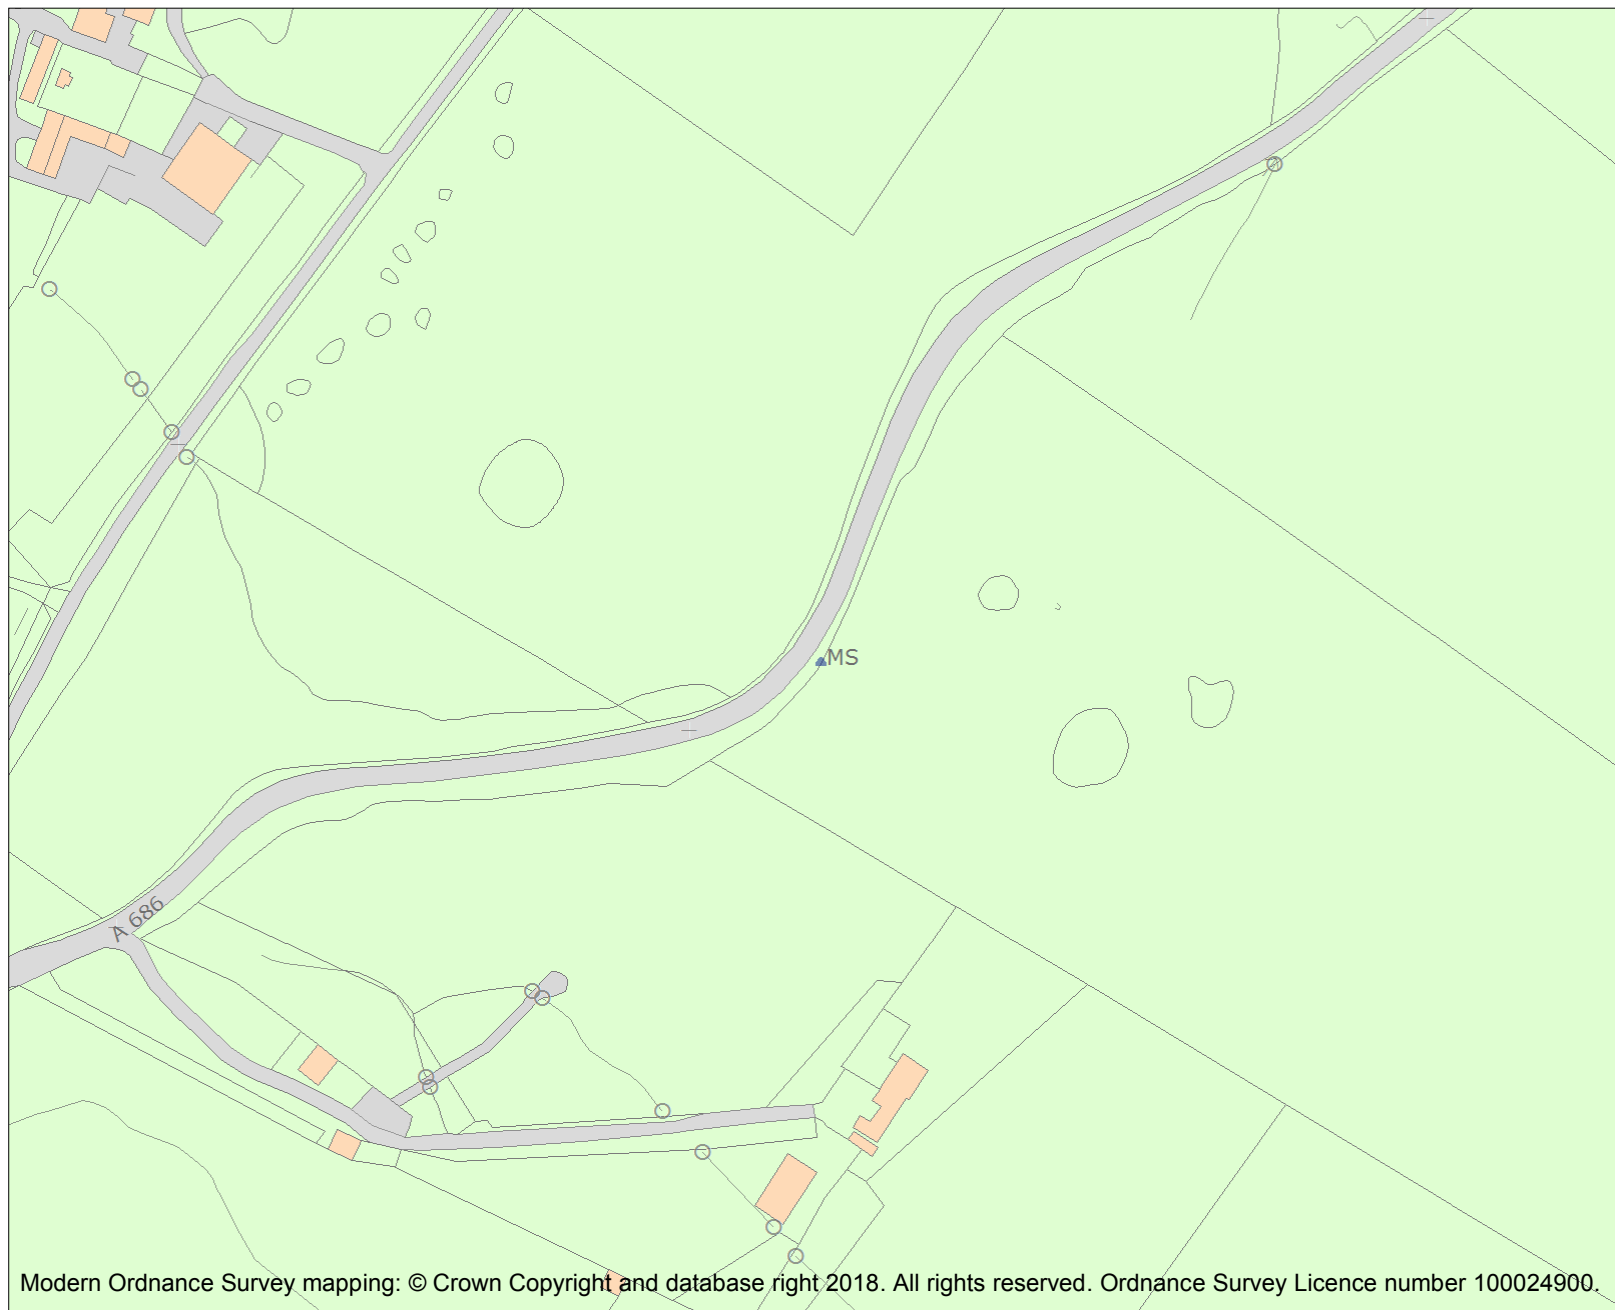 MS
A 686
Modern Ordnance Survey mapping: © Crown Copyright and database right 2018. All rights reserved. Ordnance Survey Licence number 100024900.